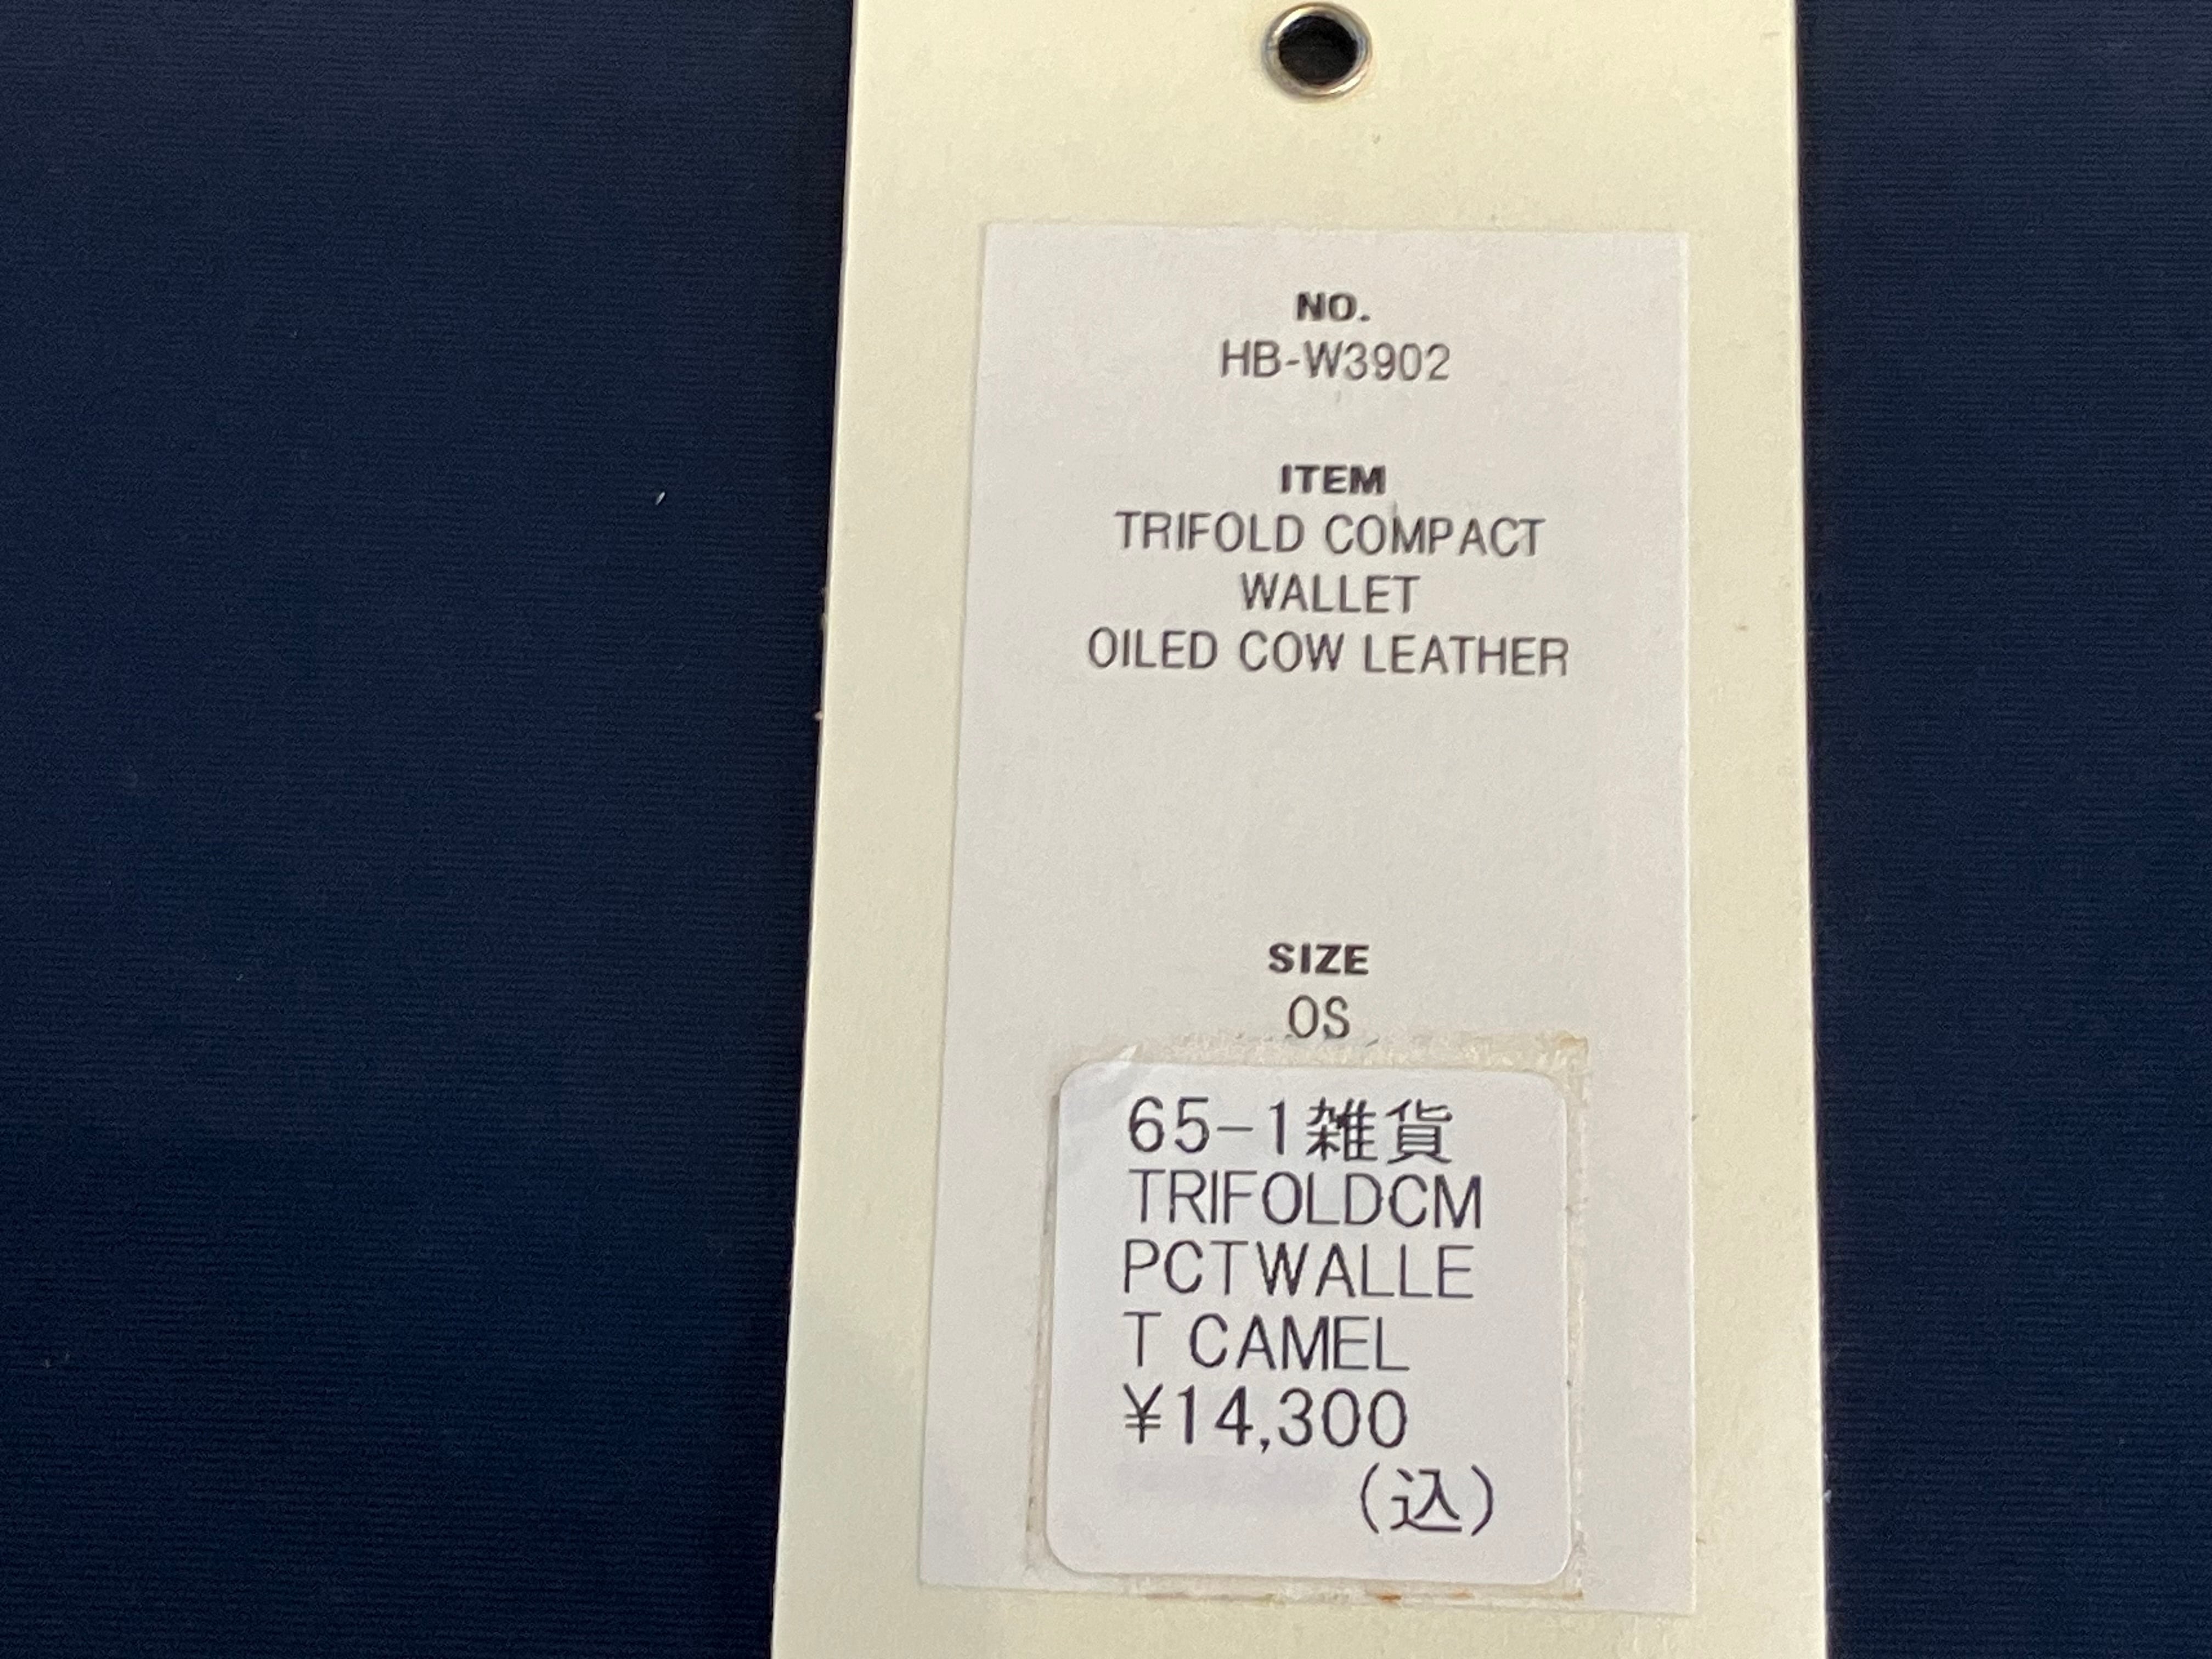 NO.
HB-W3902
ITEM
TRIFOLD COMPACT
WALLET
OILED COW LEATHER
SIZE
OS
65-1雑貨
TRIFOLDCM
PCTWALLE
T CAMEL
¥14,300
(込)